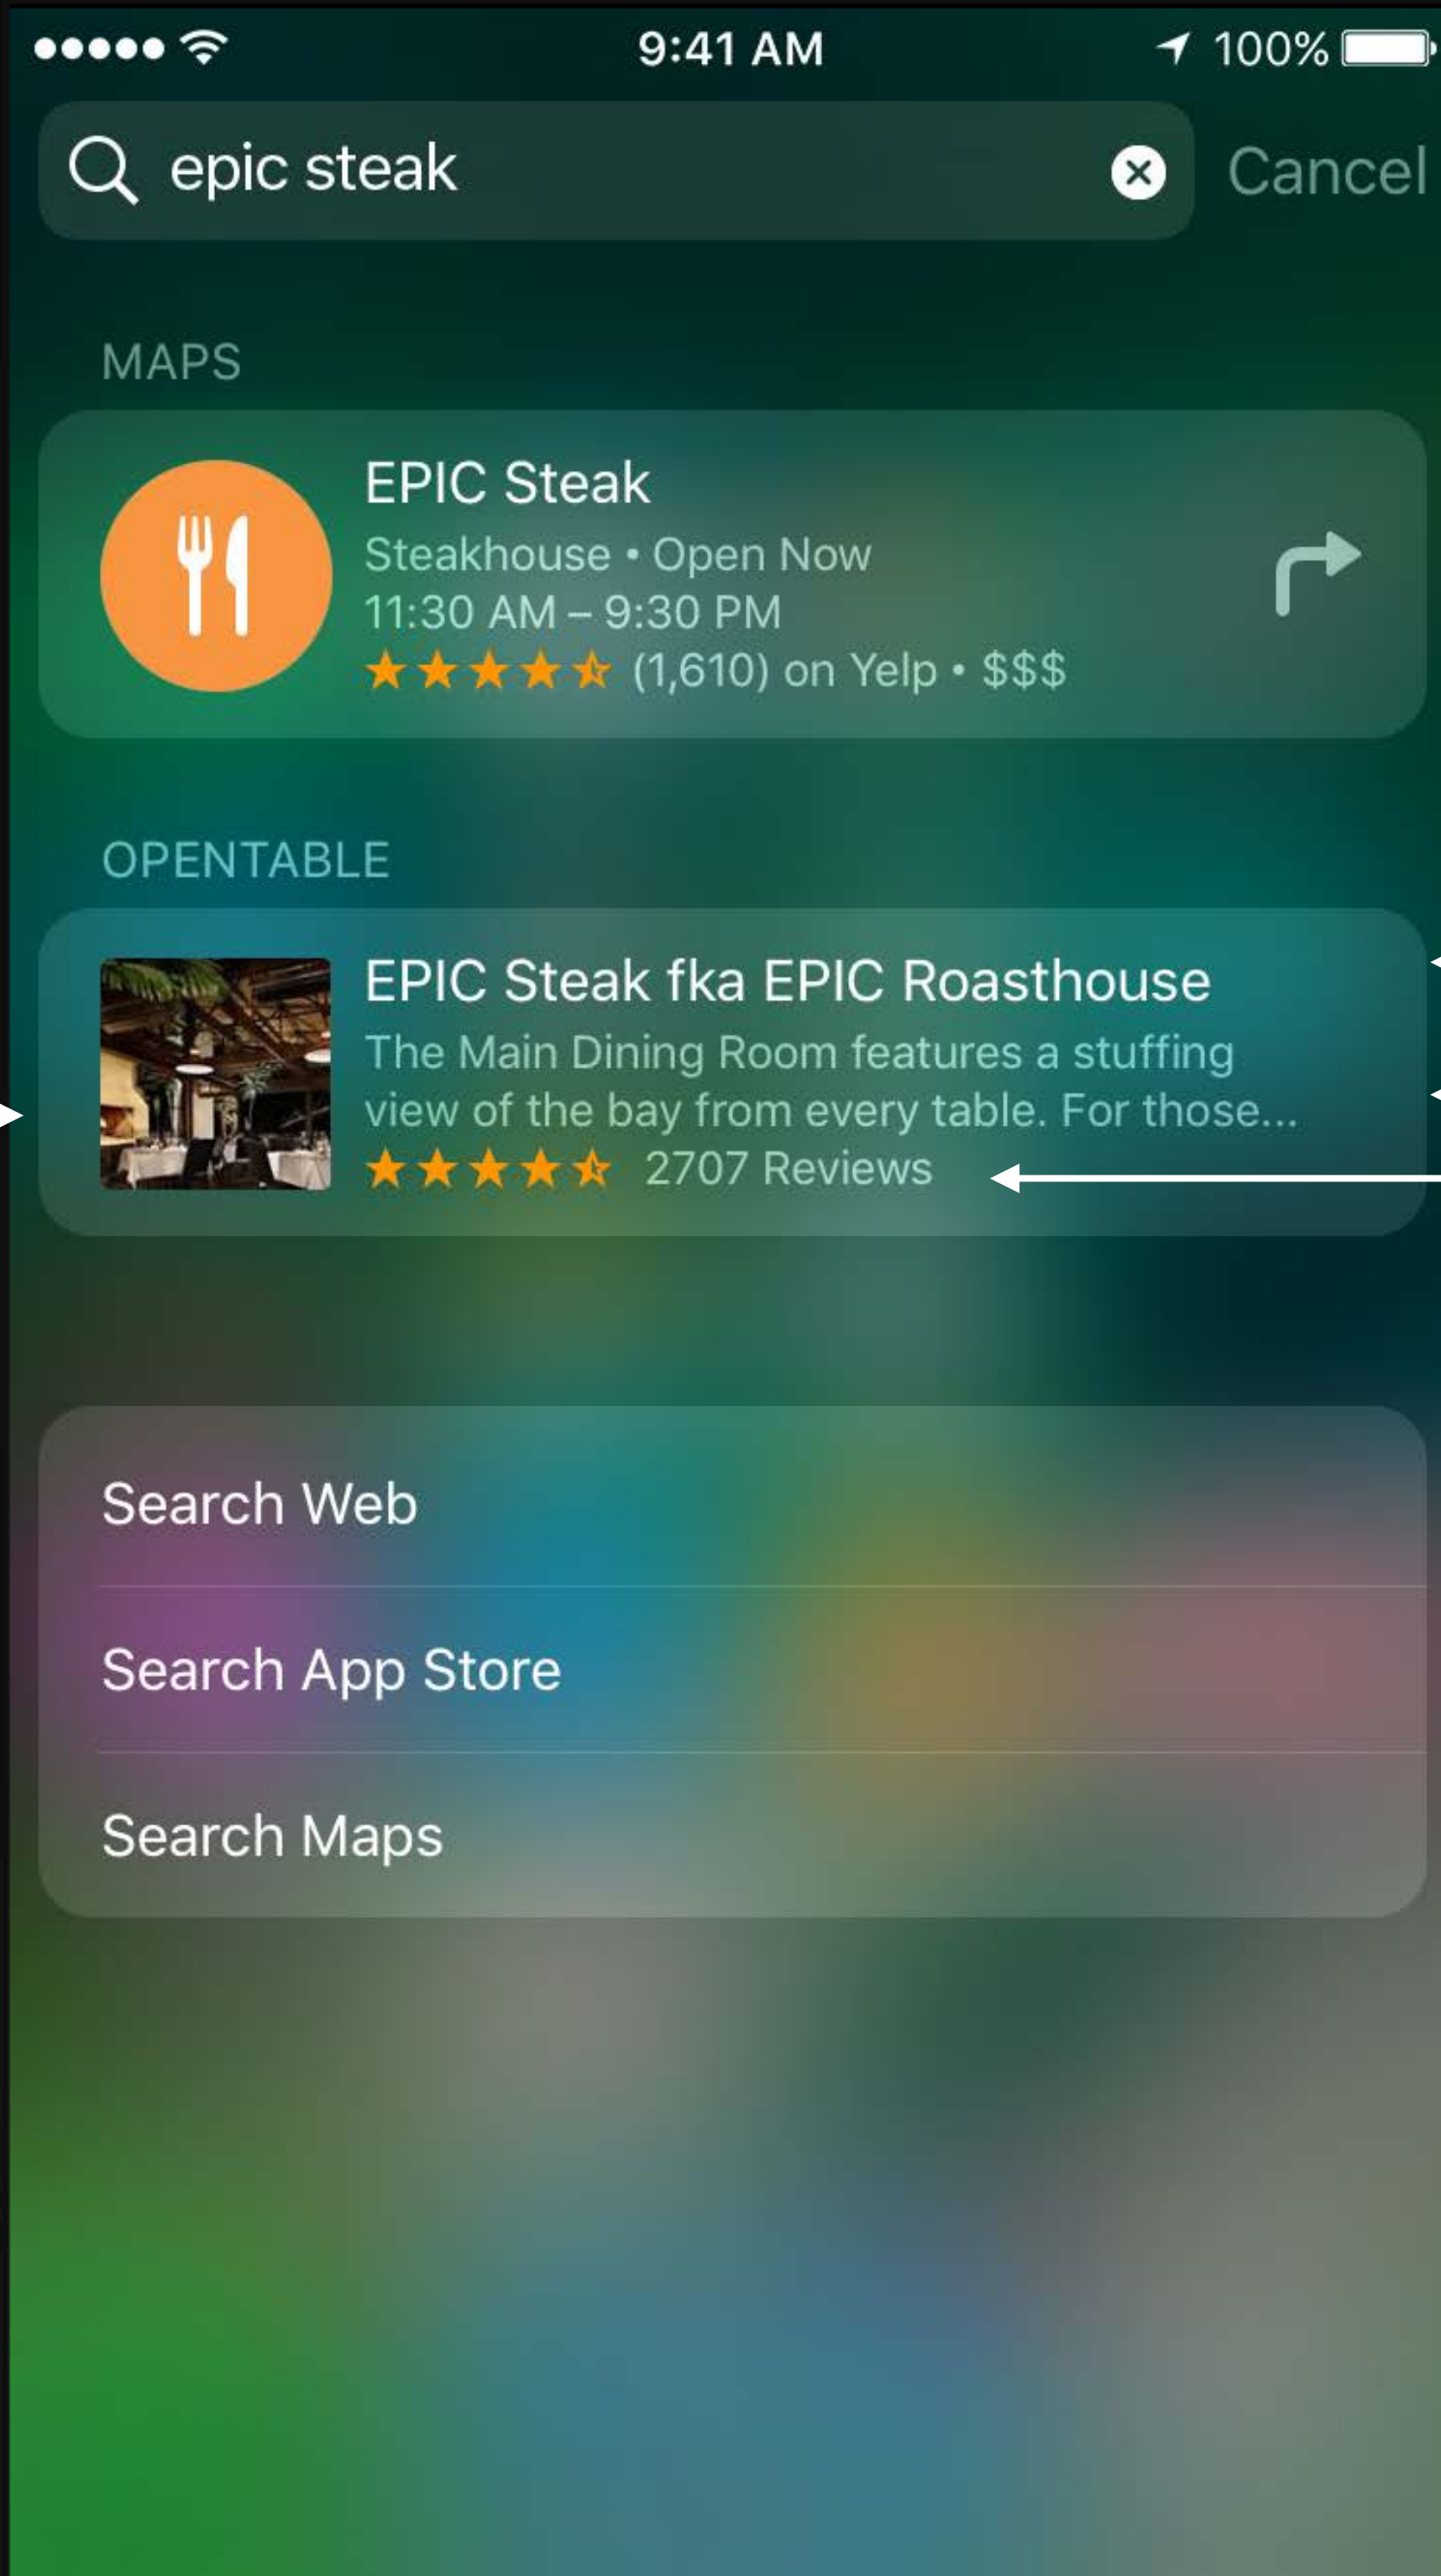 9:41 AM
100%
epic steak
Cancel
MAPS
EPIC Steak
Steakhouse • Open Now
11:30 AM – 9:30 PM
(1,610) on Yelp • $$$
OPENTABLE
EPIC Steak fka EPIC Roasthouse
The Main Dining Room features a stuffing
view of the bay from every table. For those...
2707 Reviews
Search Web
Search App Store
Search Maps